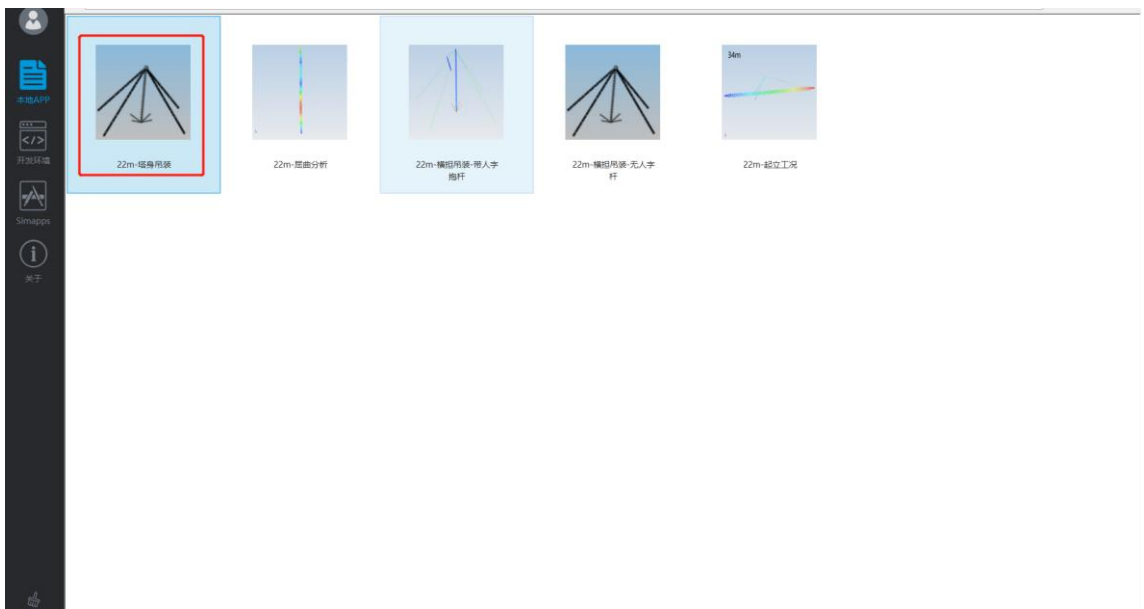 本地APP
开发环境
Simapps
关于
22m-塔身吊装
22m-屈曲分析
22m-横担吊装-带人字
抱杆
22m-横担吊装-无人字
杆
34m
22m-起立工况